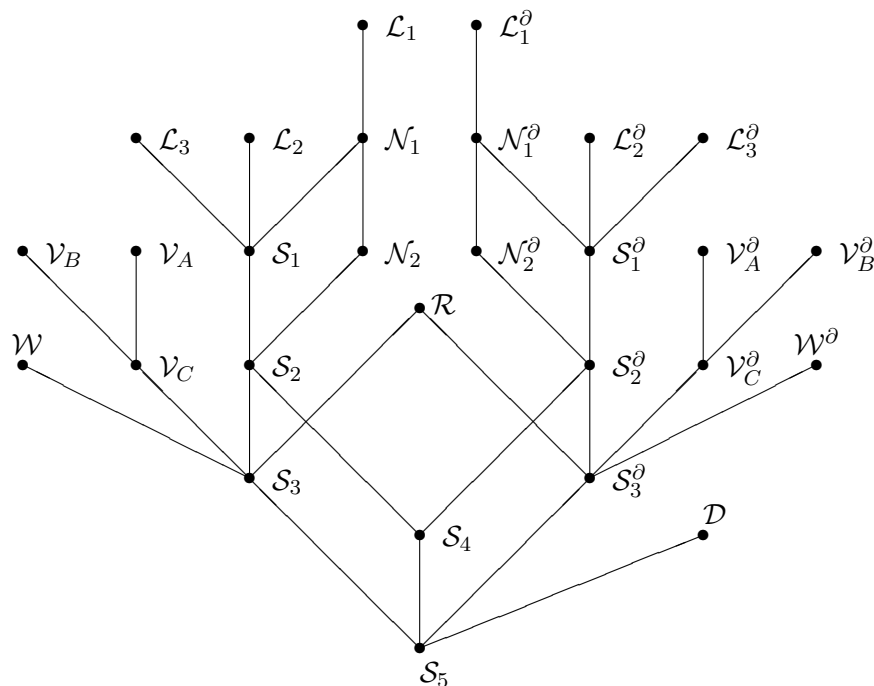 ℒ₁ ℒ₁^∂
ℒ₃ ℒ₂ 𝒩₁ 𝒩₁^∂ ℒ₂^∂ ℒ₃^∂
𝒱_B 𝒱_A 𝒮₁ 𝒩₂ 𝒩₂^∂ 𝒮₁^∂ 𝒱_A^∂ 𝒱_B^∂
ℛ
𝒲 𝒲^∂
𝒱_C 𝒮₂ 𝒮₂^∂ 𝒱_C^∂
𝒮₃ 𝒮₃^∂
𝒟
𝒮₄
𝒮₅